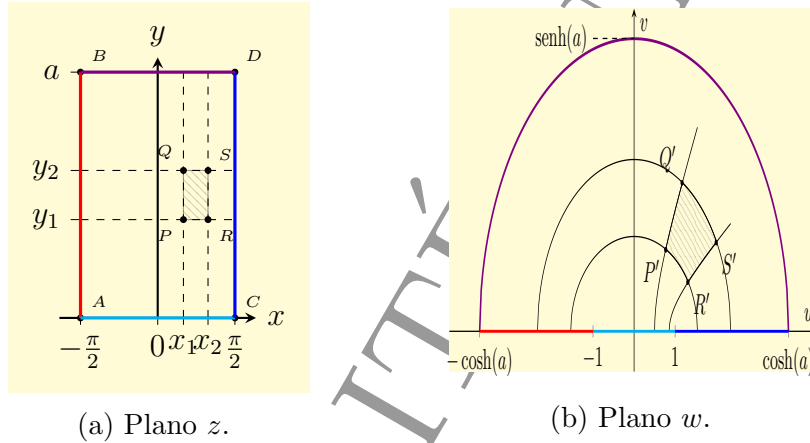 B
D
y
a
Q
S
y₂
y₁
P
R
A
C
x
−π/2
0
x₁
x₂
π/2
(a) Plano z.
v
senh(a)
Q′
P′
S′
R′
u
−cosh(a)
−1
1
cosh(a)
(b) Plano w.